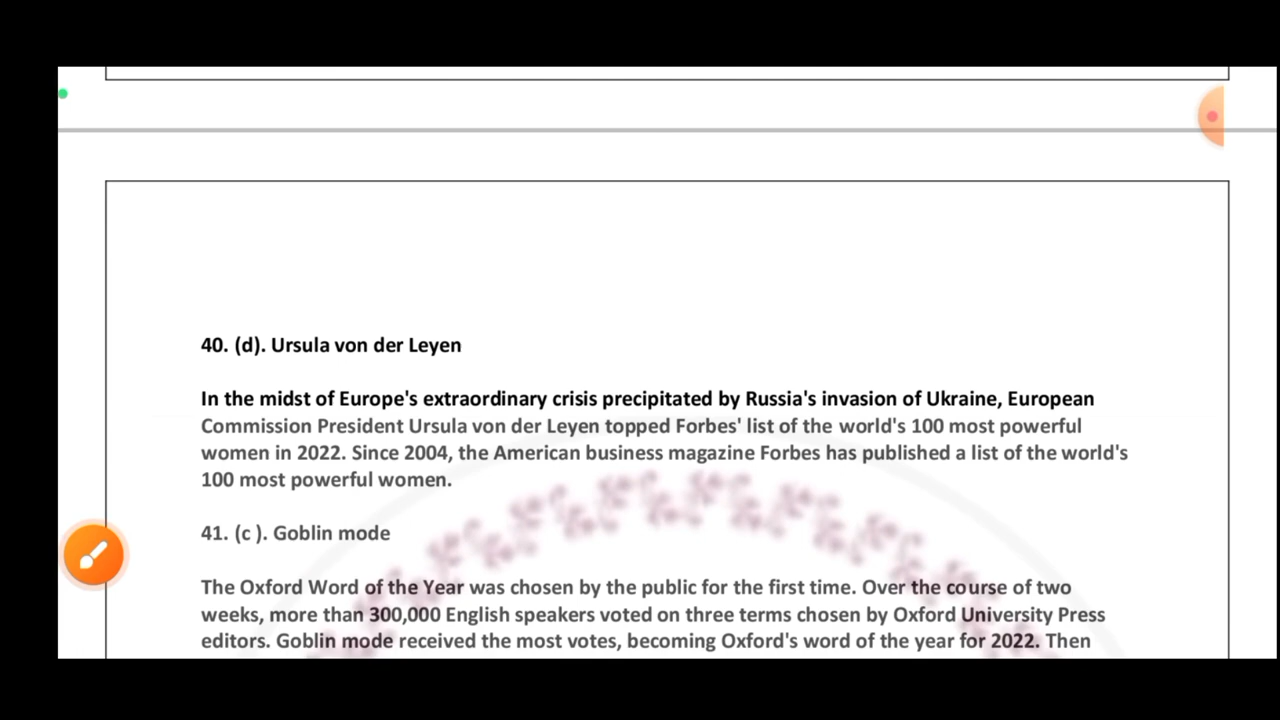 40. (d). Ursula von der Leyen
In the midst of Europe's extraordinary crisis precipitated by Russia's invasion of Ukraine, European
Commission President Ursula von der Leyen topped Forbes' list of the world's 100 most powerful
women in 2022. Since 2004, the American business magazine Forbes has published a list of the world's
100 most powerful women.
41. (c ). Goblin mode
The Oxford Word of the Year was chosen by the public for the first time. Over the course of two
weeks, more than 300,000 English speakers voted on three terms chosen by Oxford University Press
editors. Goblin mode received the most votes, becoming Oxford's word of the year for 2022. Then